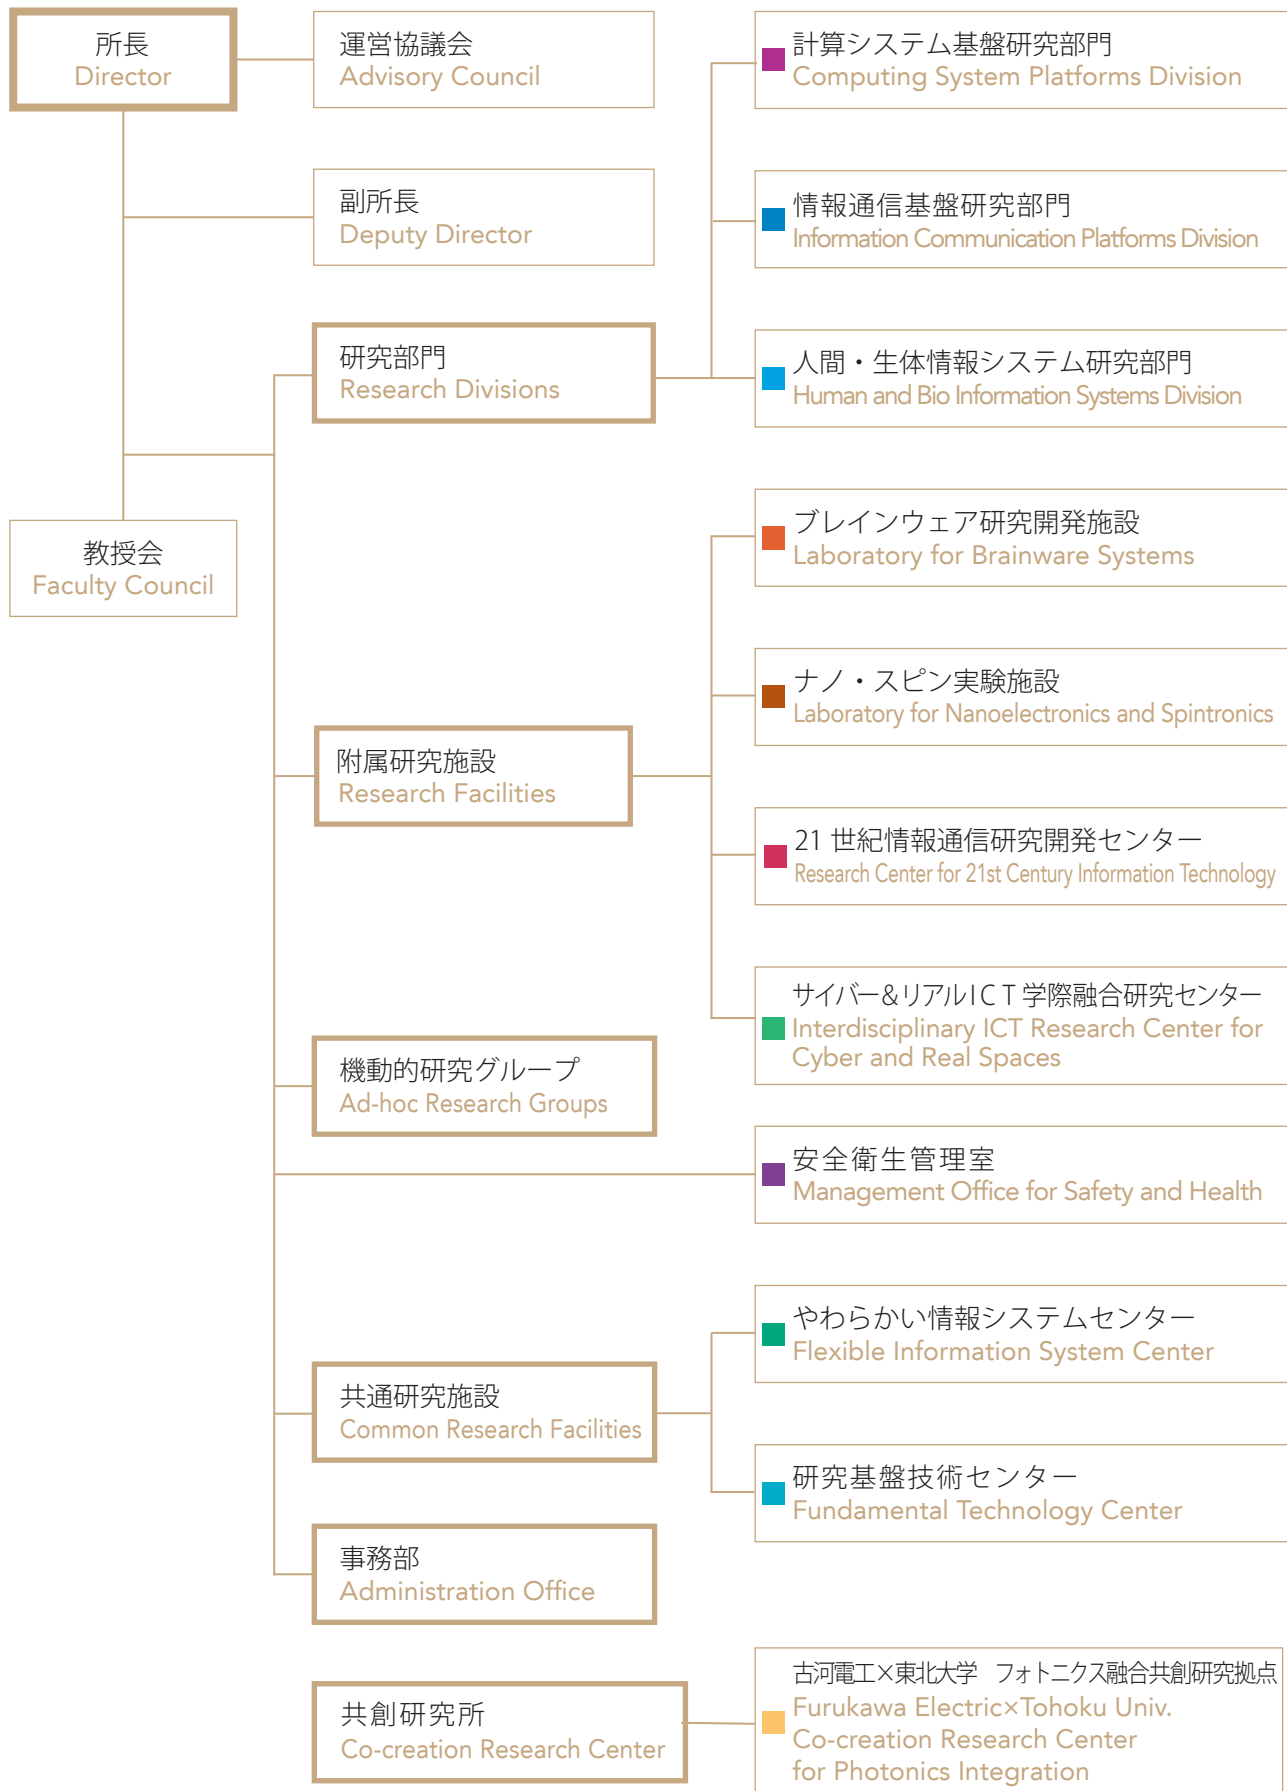 所長
Director
運営協議会
Advisory Council
副所長
Deputy Director
教授会
Faculty Council
研究部門
Research Divisions
計算システム基盤研究部門
Computing System Platforms Division
情報通信基盤研究部門
Information Communication Platforms Division
人間・生体情報システム研究部門
Human and Bio Information Systems Division
附属研究施設
Research Facilities
ブレインウェア研究開発施設
Laboratory for Brainware Systems
ナノ・スピン実験施設
Laboratory for Nanoelectronics and Spintronics
21 世紀情報通信研究開発センター
Research Center for 21st Century Information Technology
サイバー&リアルICT 学際融合研究センター
Interdisciplinary ICT Research Center for
Cyber and Real Spaces
機動的研究グループ
Ad-hoc Research Groups
安全衛生管理室
Management Office for Safety and Health
共通研究施設
Common Research Facilities
やわらかい情報システムセンター
Flexible Information System Center
研究基盤技術センター
Fundamental Technology Center
事務部
Administration Office
共創研究所
Co-creation Research Center
古河電工×東北大学　フォトニクス融合共創研究拠点
Furukawa Electric×Tohoku Univ.
Co-creation Research Center
for Photonics Integration